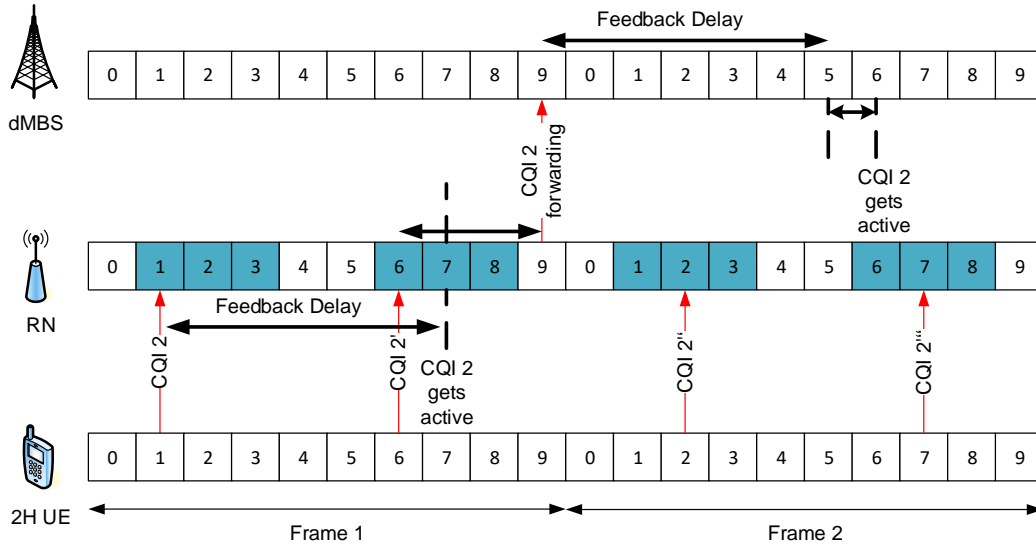 Feedback Delay
0 1 2 3 4 5 6 7 8 9 0 1 2 3 4 5 6 7 8 9
dMBS
CQI 2
forwarding
CQI 2
gets
active
0 1 2 3 4 5 6 7 8 9 0 1 2 3 4 5 6 7 8 9
RN
Feedback Delay
CQI 2
CQI 2'
CQI 2
gets
active
CQI 2"
CQI 2"'
0 1 2 3 4 5 6 7 8 9 0 1 2 3 4 5 6 7 8 9
2H UE
Frame 1
Frame 2